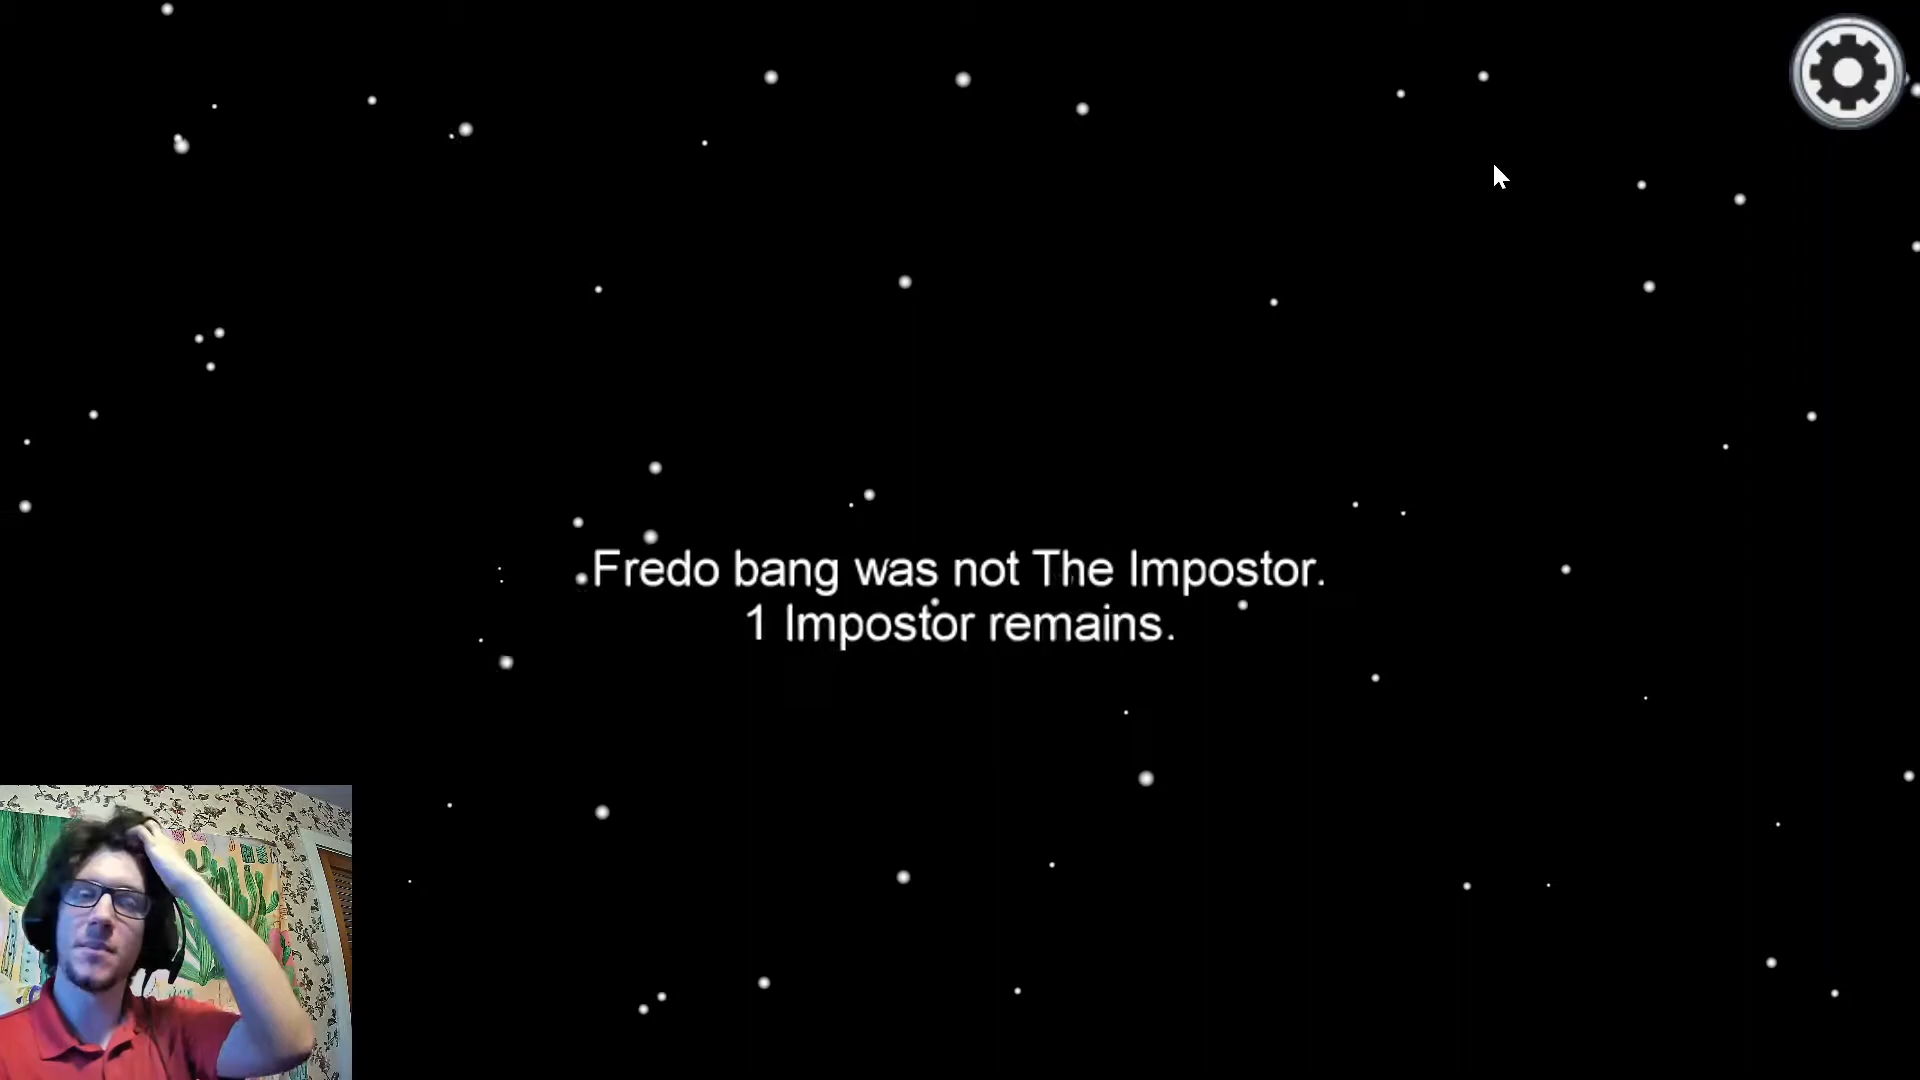 Fredo bang was not The Impostor.
1 Impostor remains.